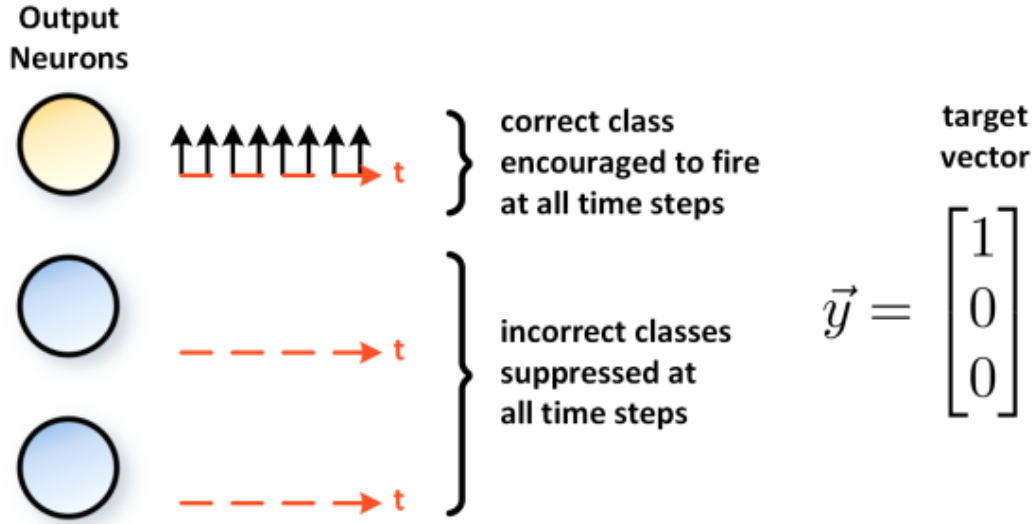 Output
Neurons
t
correct class
encouraged to fire
at all time steps
t
incorrect classes
suppressed at
all time steps
t
target
vector
y⃗ = [1
0
0]